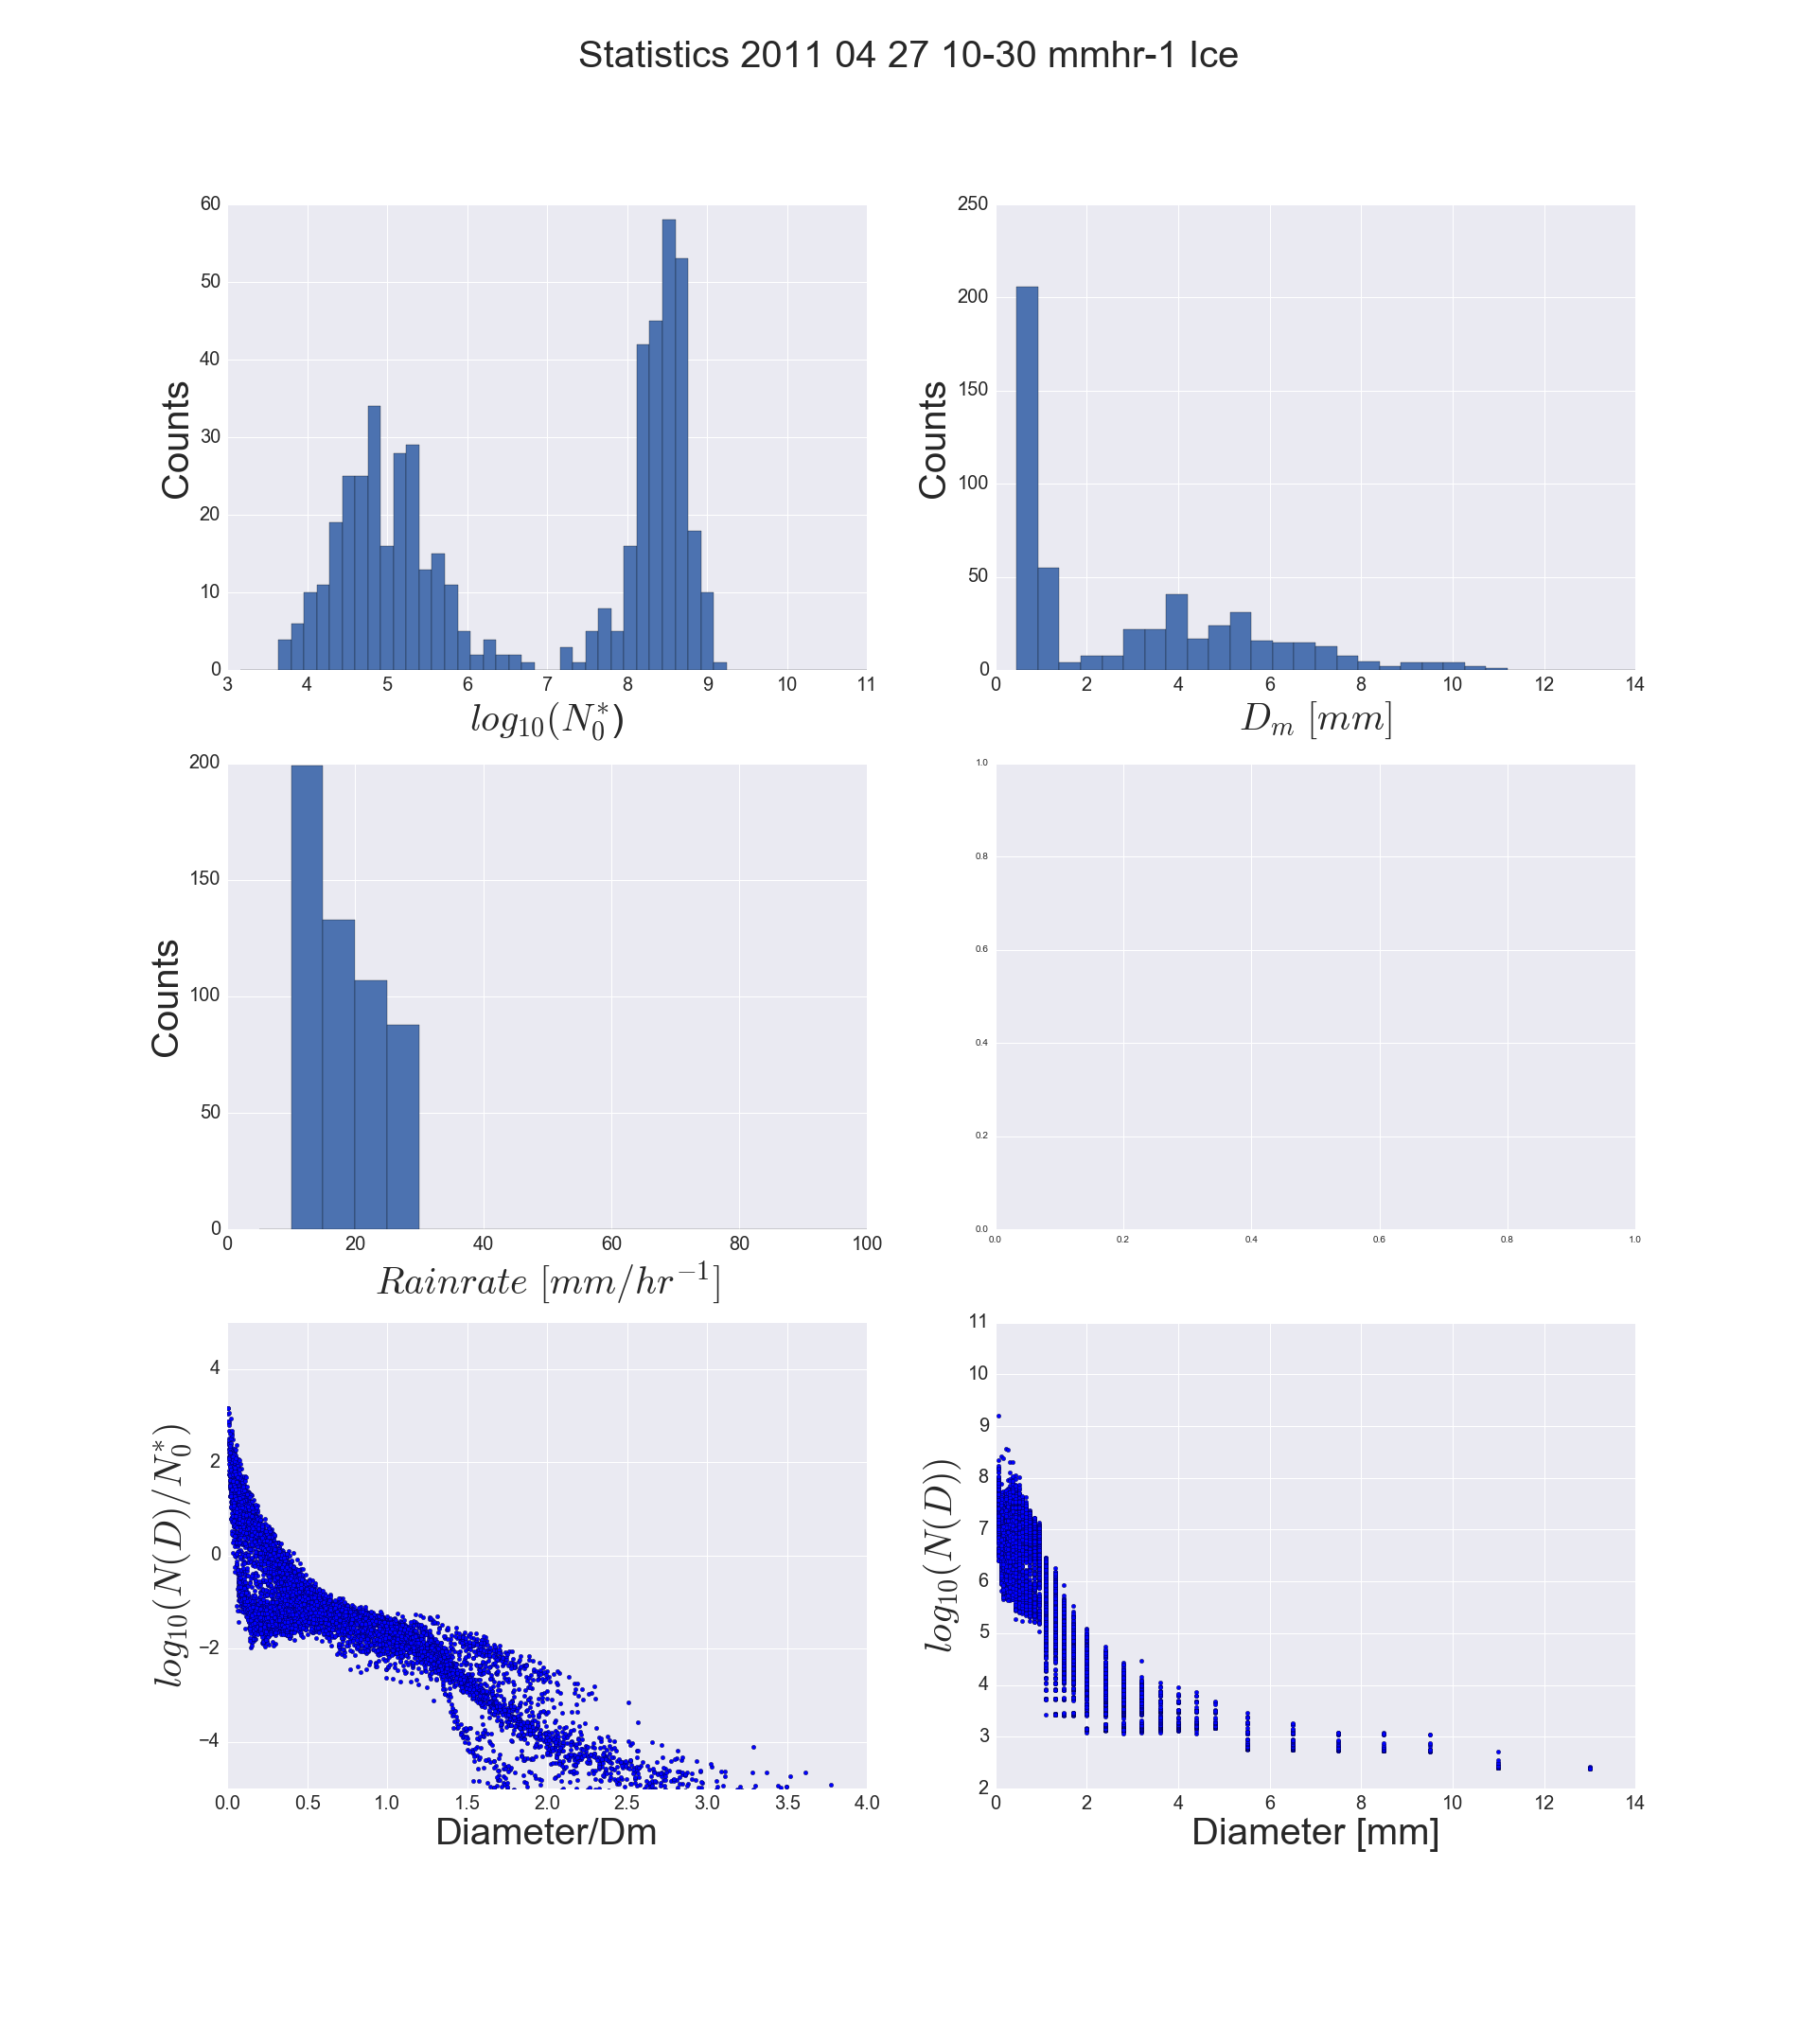 Statistics 2011 04 27 10-30 mmhr-1 Ice
60
50
40
30
20
10
0
Counts
3 4 5 6 7 8 9 10 11
log10(N0*)
250
200
150
100
50
0
Counts
0 2 4 6 8 10 12 14
Dm [mm]
200
150
100
50
0
Counts
0 20 40 60 80 100
Rainrate [mm/hr−1]
1.0
0.8
0.6
0.4
0.2
0.0
0.0 0.2 0.4 0.6 0.8 1.0
4
2
0
−2
−4
log10(N(D)/N0*)
0.0 0.5 1.0 1.5 2.0 2.5 3.0 3.5 4.0
Diameter/Dm
11
10
9
8
7
6
5
4
3
2
log10(N(D))
0 2 4 6 8 10 12 14
Diameter [mm]